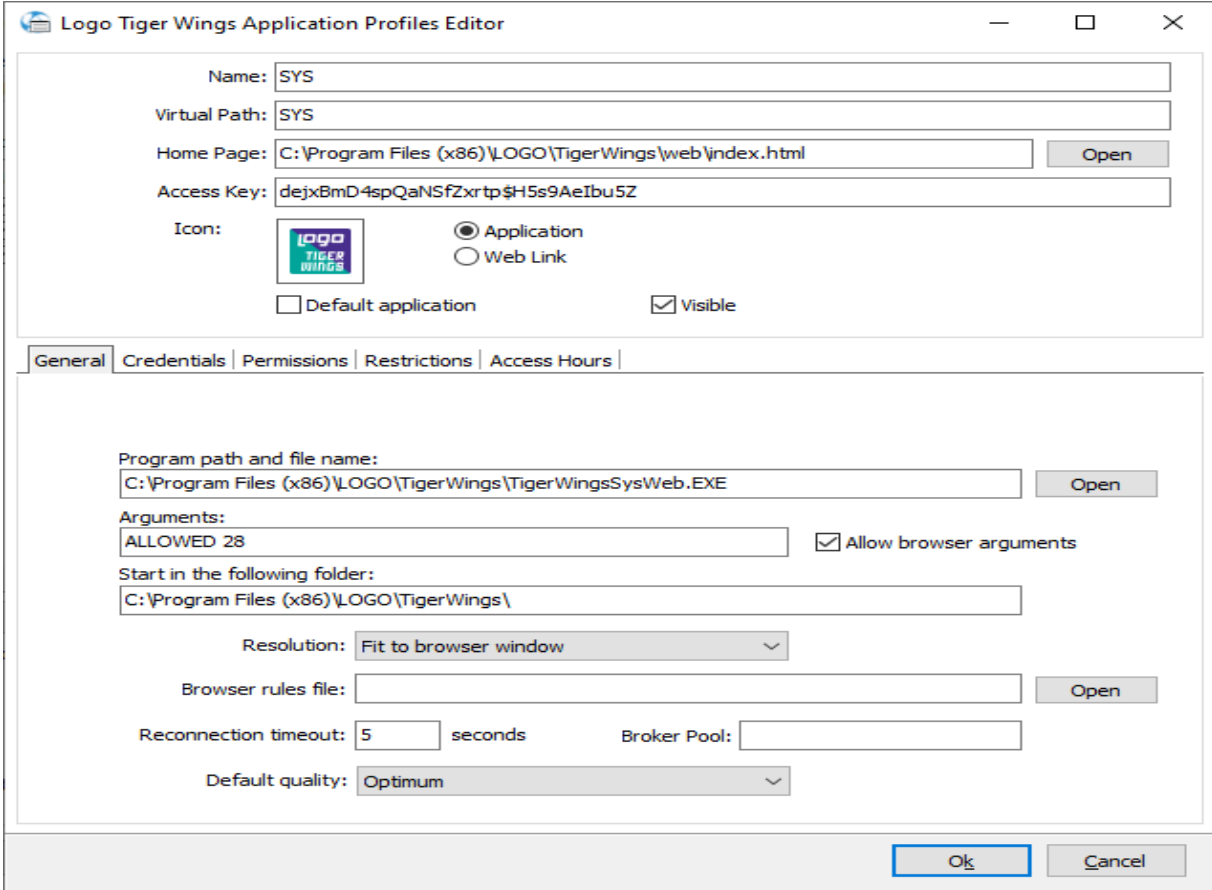 Logo Tiger Wings Application Profiles Editor
Name: SYS
Virtual Path: SYS
Home Page: C:\Program Files (x86)\LOGO\TigerWings\web\index.html Open
Access Key: dejxBmD4spQaNSfZxrtp$H5s9AeIbu5Z
Icon:
LOGO
TIGER
WINGS
Application
Web Link
Default application Visible
General Credentials Permissions Restrictions Access Hours
Program path and file name:
C:\Program Files (x86)\LOGO\TigerWings\TigerWingsSysWeb.EXE Open
Arguments:
ALLOWED 28 Allow browser arguments
Start in the following folder:
C:\Program Files (x86)\LOGO\TigerWings\
Resolution: Fit to browser window
Browser rules file: Open
Reconnection timeout: 5 seconds Broker Pool:
Default quality: Optimum
Ok Cancel